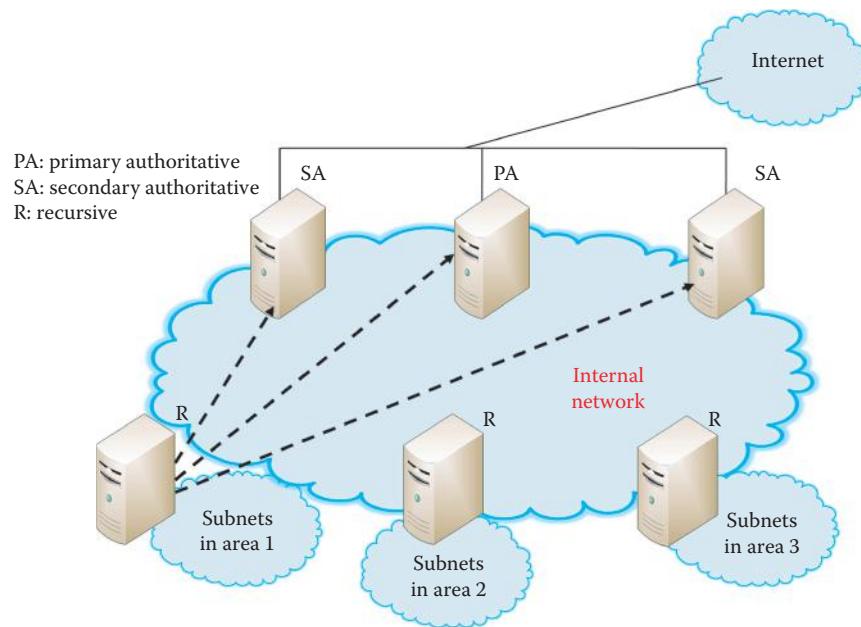 Internet
PA: primary authoritative
SA: secondary authoritative
R: recursive
SA
PA
SA
Internal
network
R
R
R
Subnets
in area 1
Subnets
in area 2
Subnets
in area 3